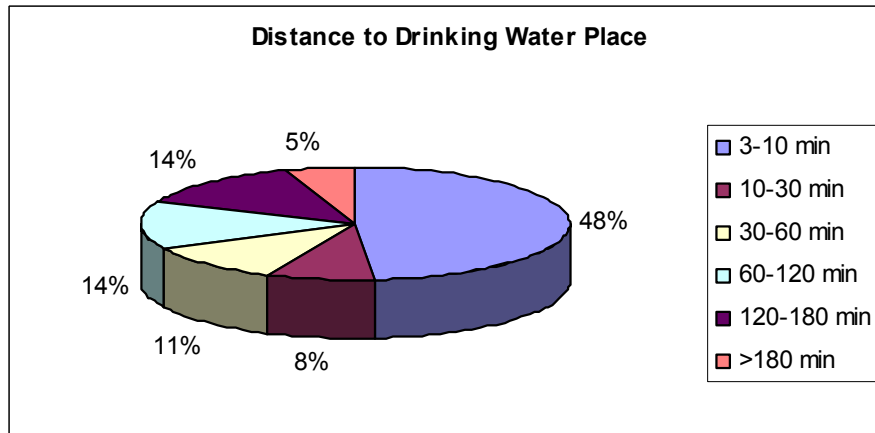 Distance to Drinking Water Place
5%
14%
48%
14%
11%
8%
3-10 min
10-30 min
30-60 min
60-120 min
120-180 min
>180 min